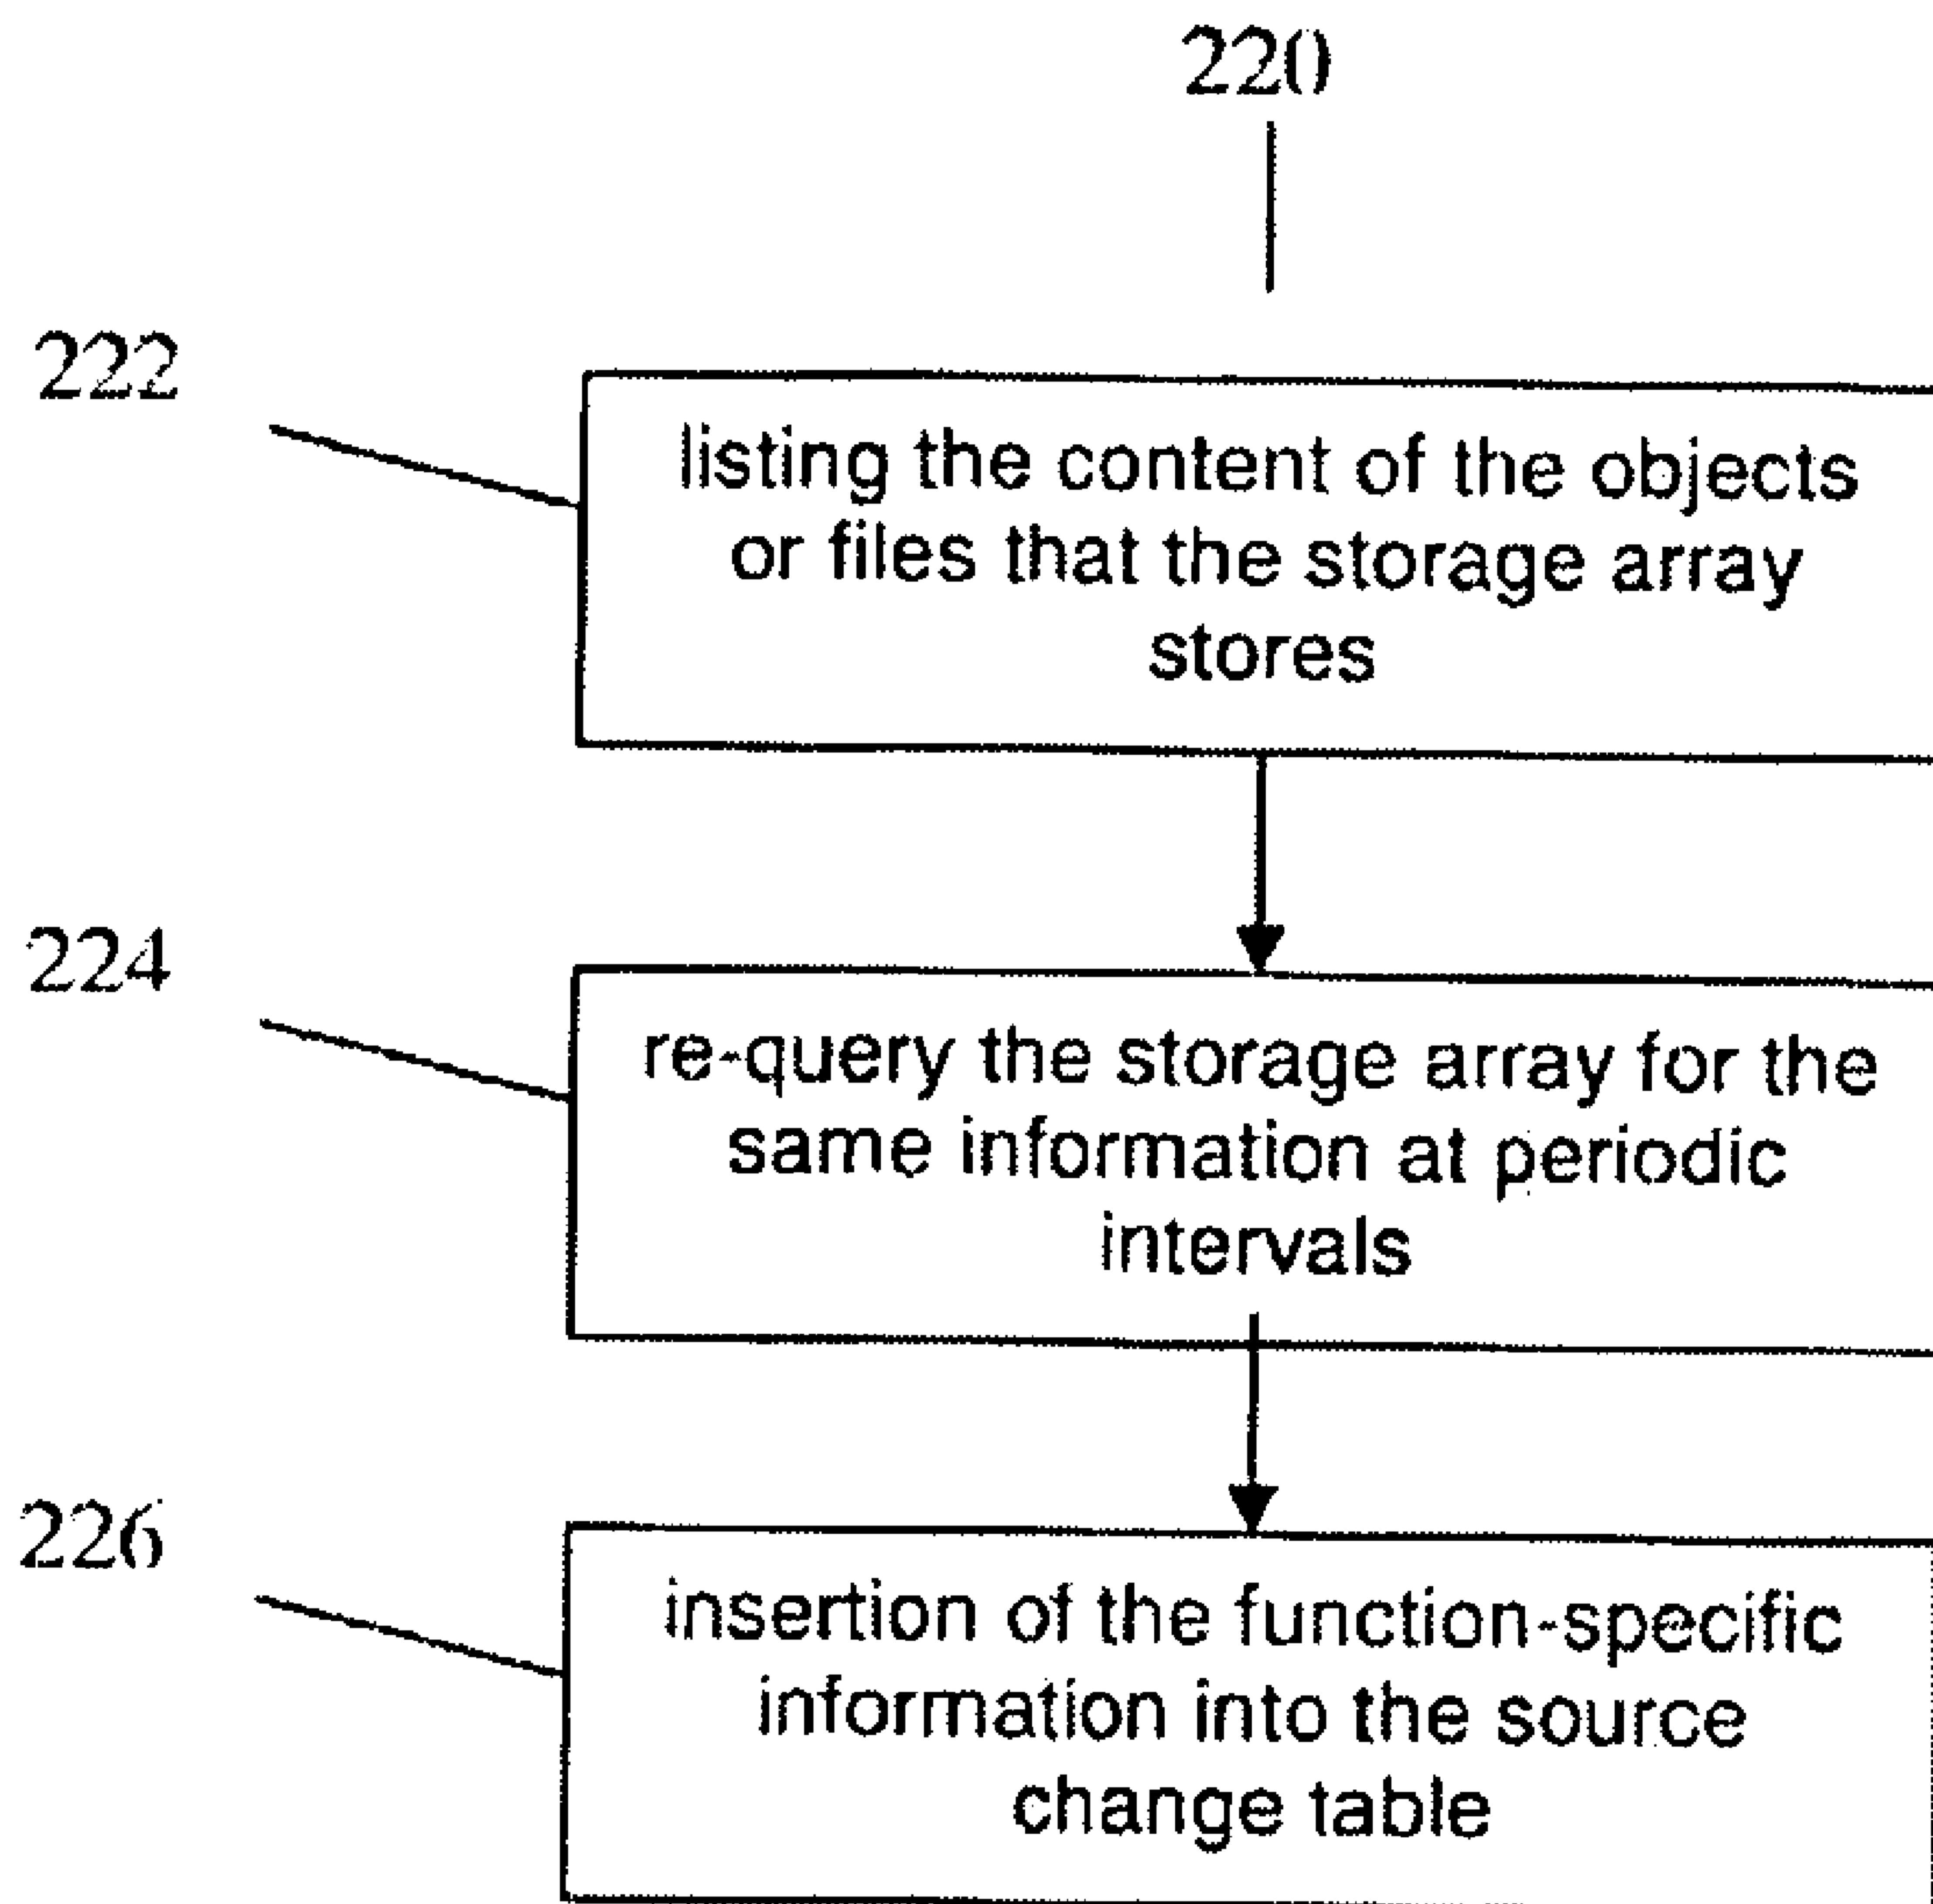 220
222
listing the content of the objects
or files that the storage array
stores
224
re-query the storage array for the
same information at periodic
intervals
226
insertion of the function-specific
information into the source
change table